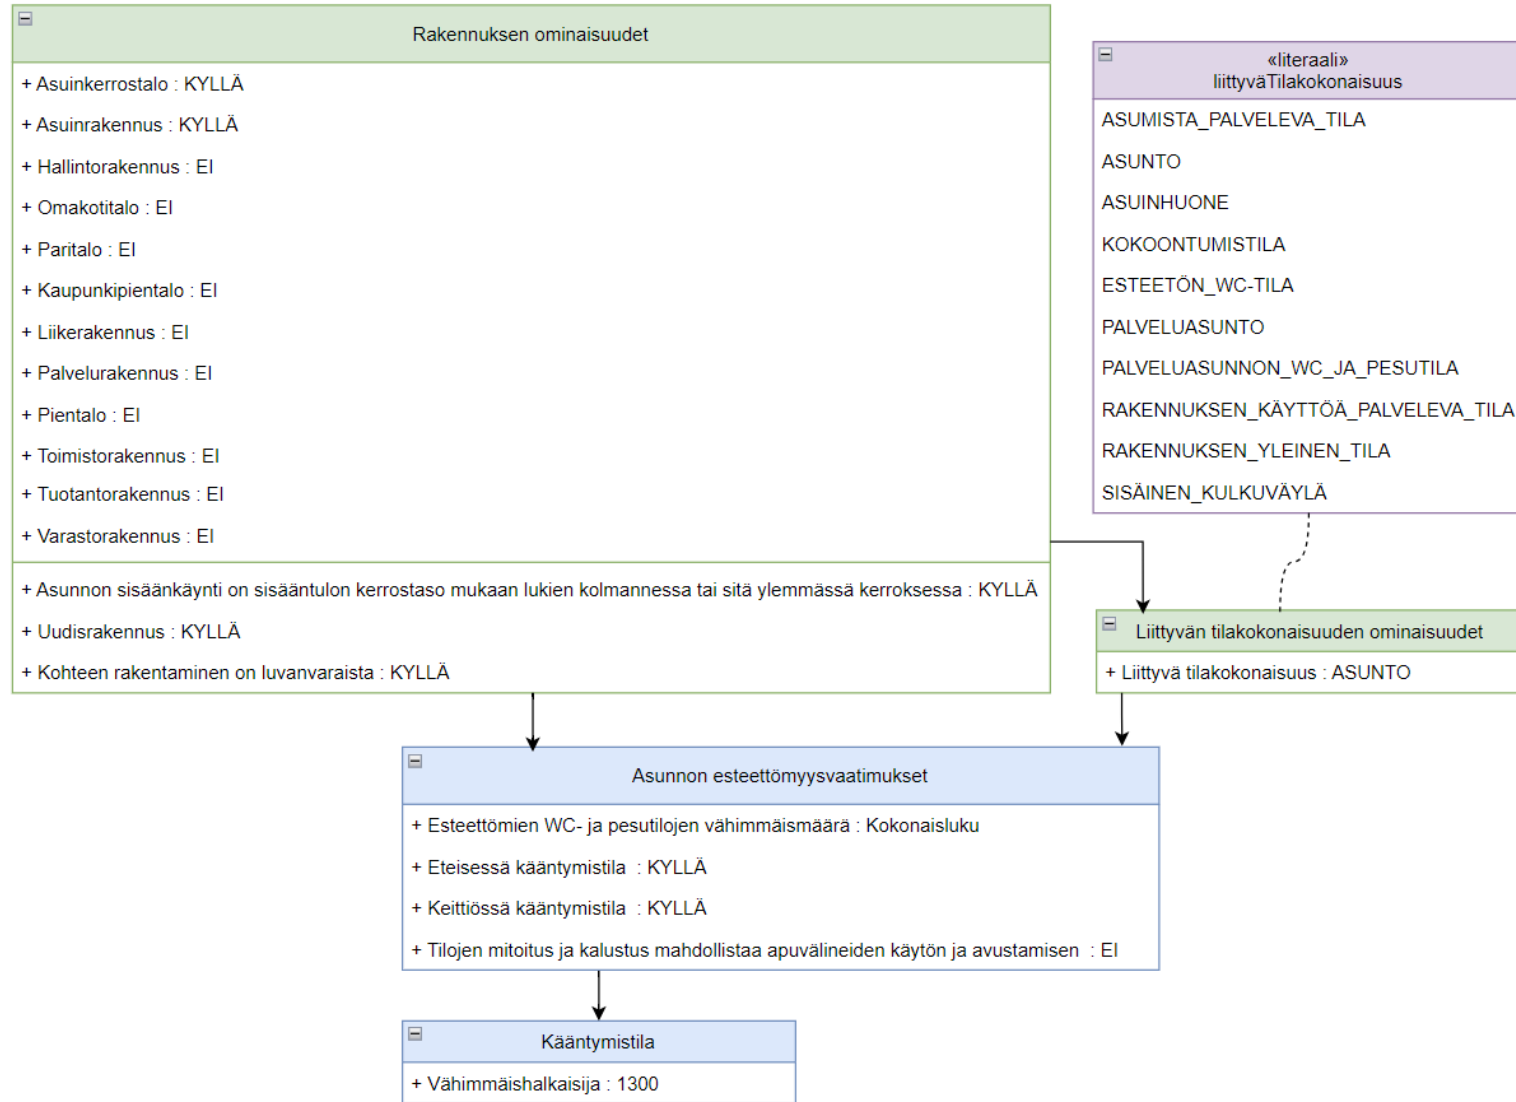 Rakennuksen ominaisuudet
+ Asuinkerrostalo : KYLLÄ
+ Asuinrakennus : KYLLÄ
+ Hallintorakennus : EI
+ Omakotitalo : EI
+ Paritalo : EI
+ Kaupunkipientalo : EI
+ Liikerakennus : EI
+ Palvelurakennus : EI
+ Pientalo : EI
+ Toimistorakennus : EI
+ Tuotantorakennus : EI
+ Varastorakennus : EI
+ Asunnon sisäänkäynti on sisääntulon kerrostaso mukaan lukien kolmannessa tai sitä ylemmässä kerroksessa : KYLLÄ
+ Uudisrakennus : KYLLÄ
+ Kohteen rakentaminen on luvanvaraista : KYLLÄ
«literaali»
liittyväTilakokonaisuus
ASUMISTA_PALVELEVA_TILA
ASUNTO
ASUINHUONE
KOKOONTUMISTILA
ESTEETÖN_WC-TILA
PALVELUASUNTO
PALVELUASUNNON_WC_JA_PESUTILA
RAKENNUKSEN_KÄYTTÖÄ_PALVELEVA_TILA
RAKENNUKSEN_YLEINEN_TILA
SISÄINEN_KULKUVÄYLÄ
Liittyvän tilakokonaisuuden ominaisuudet
+ Liittyvä tilakokonaisuus : ASUNTO
Asunnon esteettömyysvaatimukset
+ Esteettömien WC- ja pesutilojen vähimmäismäärä : Kokonaisluku
+ Eteisessä kääntymistila : KYLLÄ
+ Keittiössä kääntymistila : KYLLÄ
+ Tilojen mitoitus ja kalustus mahdollistaa apuvälineiden käytön ja avustamisen : EI
Kääntymistila
+ Vähimmäishalkaisija : 1300